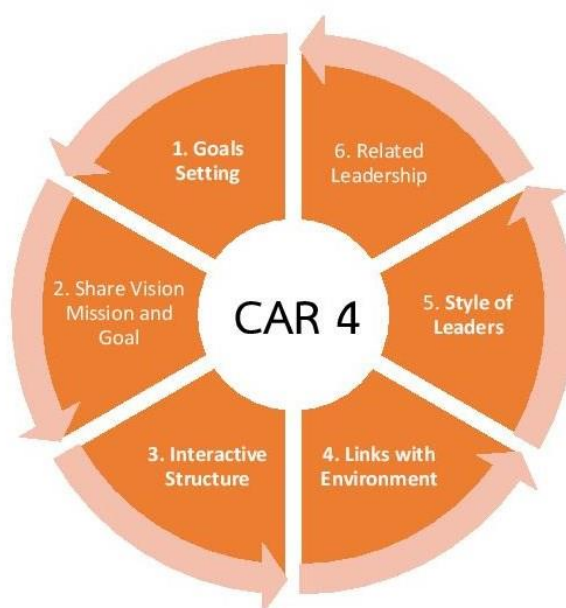 1. Goals
Setting
2. Share Vision
Mission and
Goal
3. Interactive
Structure
4. Links with
Environment
5. Style of
Leaders
6. Related
Leadership
CAR 4